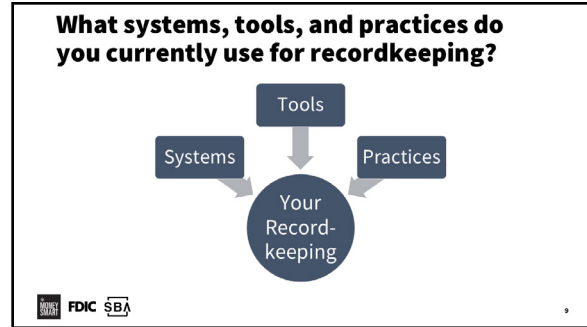 What systems, tools, and practices do
you currently use for recordkeeping?
Tools
Systems
Practices
Your
Record-
keeping
MONEY
SMART
FDIC
SBA
9